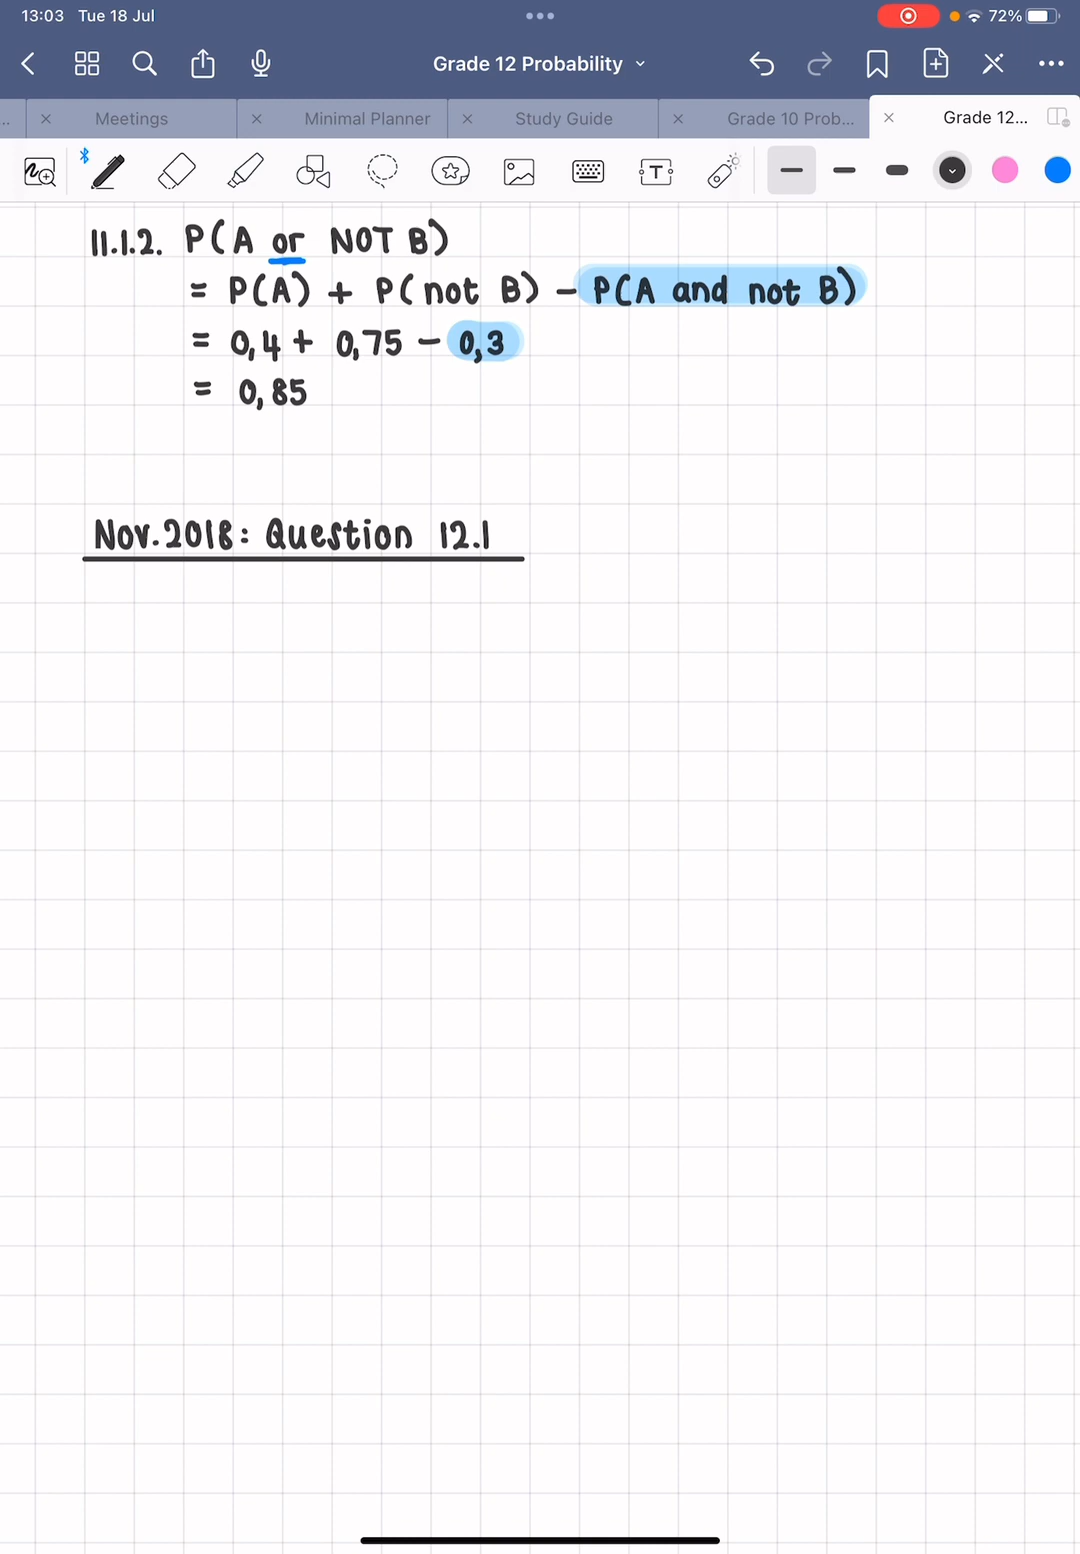 13:03 Tue 18 Jul
72%
Grade 12 Probability
Meetings
Minimal Planner
Study Guide
Grade 10 Prob...
Grade 12...
T
11.1.2. P(A or NOT B)
= P(A) + P(not B) - P(A and not B)
= 0,4 + 0,75 - 0,3
= 0,85
Nov.2018: Question 12.1